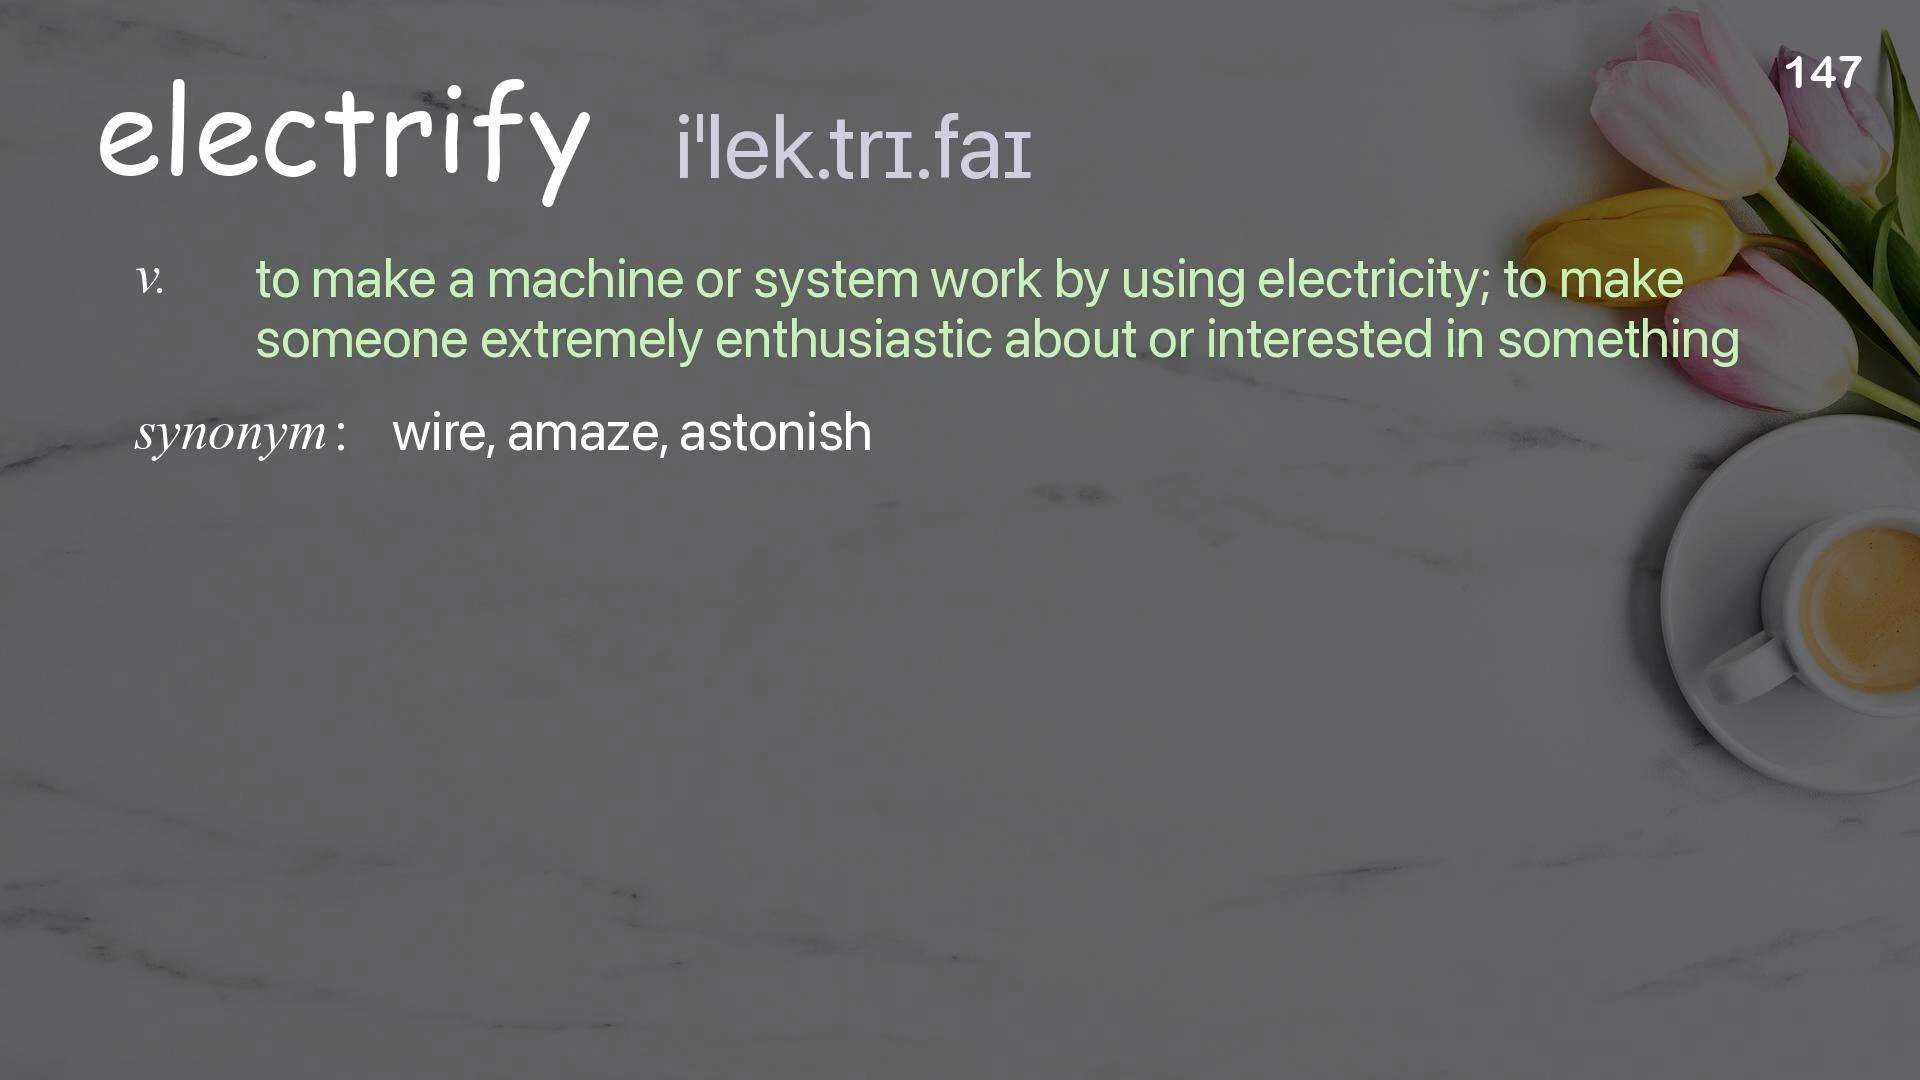 147
electrify iˈlek.trɪ.faɪ
v. to make a machine or system work by using electricity; to make
someone extremely enthusiastic about or interested in something
synonym: wire, amaze, astonish